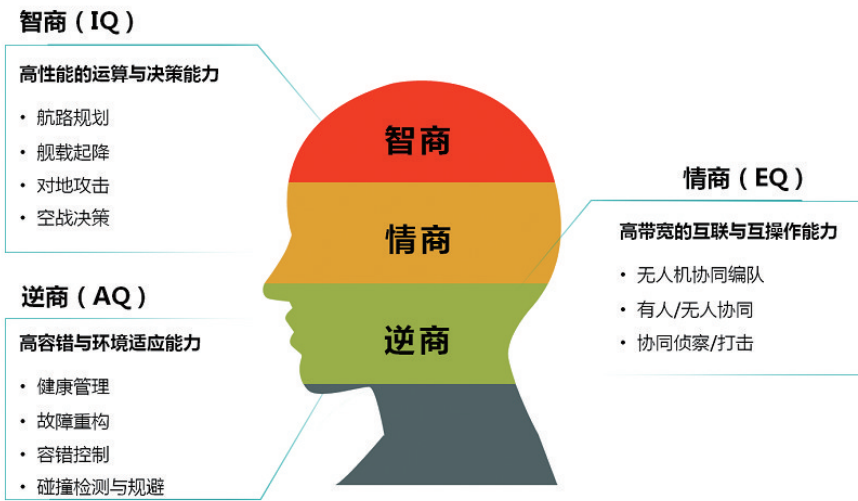 智商（IQ）
高性能的运算与决策能力
• 航路规划
• 舰载起降
• 对地攻击
• 空战决策
智商
情商
逆商
情商（EQ）
高带宽的互联与互操作能力
• 无人机协同编队
• 有人/无人协同
• 协同侦察/打击
逆商（AQ）
高容错与环境适应能力
• 健康管理
• 故障重构
• 容错控制
• 碰撞检测与规避